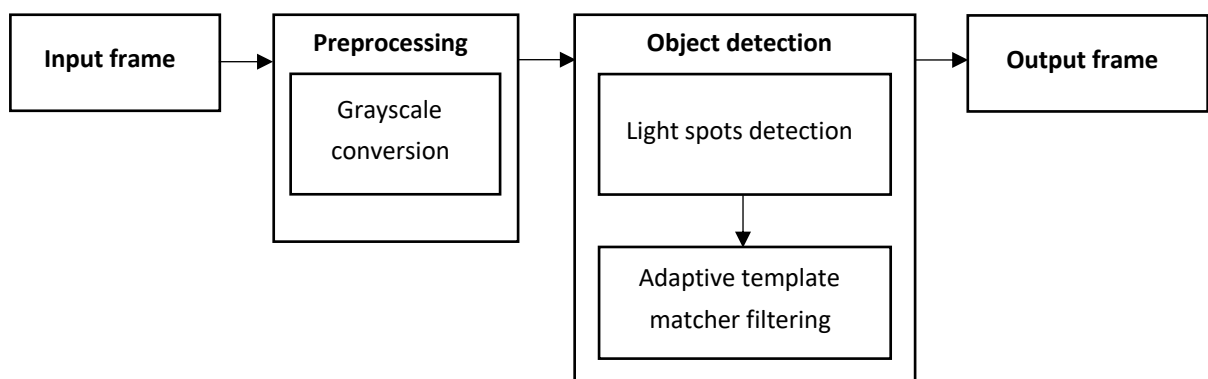 Input frame
Preprocessing
Grayscale
conversion
Object detection
Light spots detection
Adaptive template
matcher filtering
Output frame